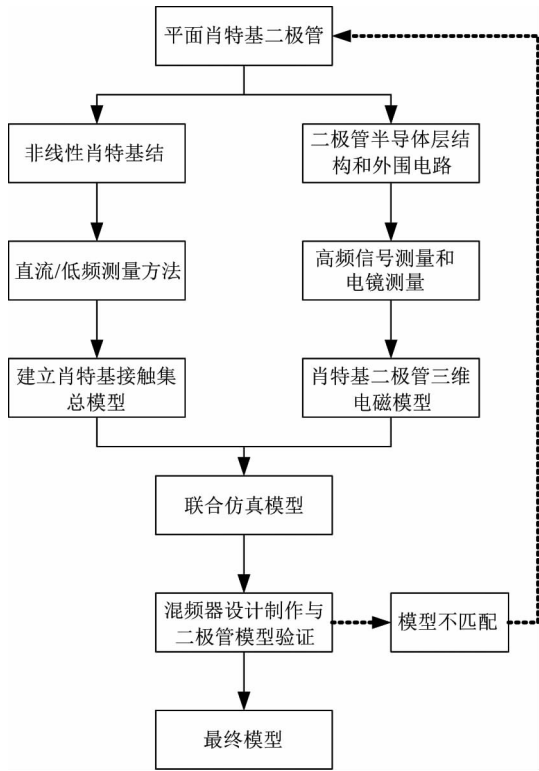 平面肖特基二极管
非线性肖特基结
二极管半导体层结
构和外围电路
直流/低频测量方法
高频信号测量和
电镜测量
建立肖特基接触集
总模型
肖特基二极管三维
电磁模型
联合仿真模型
混频器设计制作与
二极管模型验证
模型不匹配
最终模型